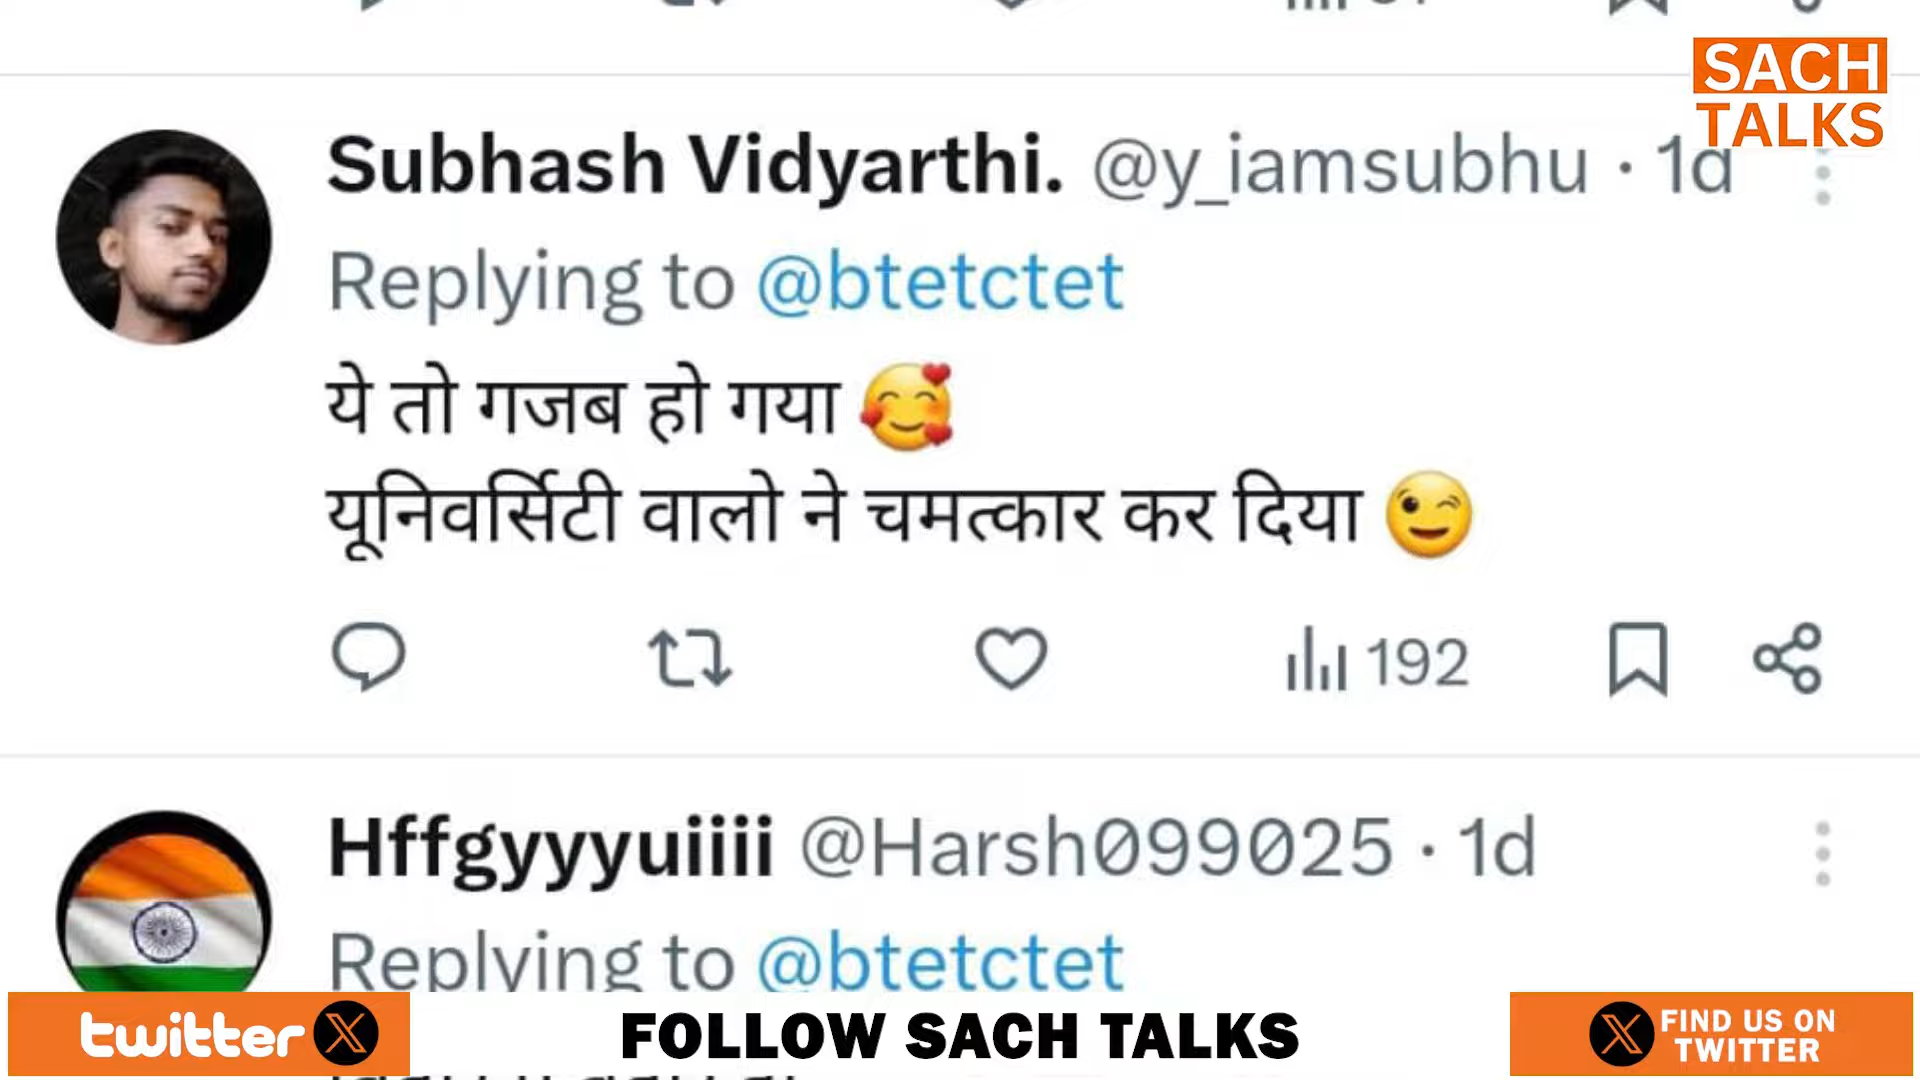 SACH
TALKS
Subhash Vidyarthi. @y_iamsubhu · 1d
Replying to @btetctet
ये तो गजब हो गया 🥰
यूनिवर्सिटी वालो ने चमत्कार कर दिया 😉
192
Hffgyyyuiiii @Harsh099025 · 1d
Replying to @btetctet
twitter X
FOLLOW SACH TALKS
X FIND US ON
TWITTER